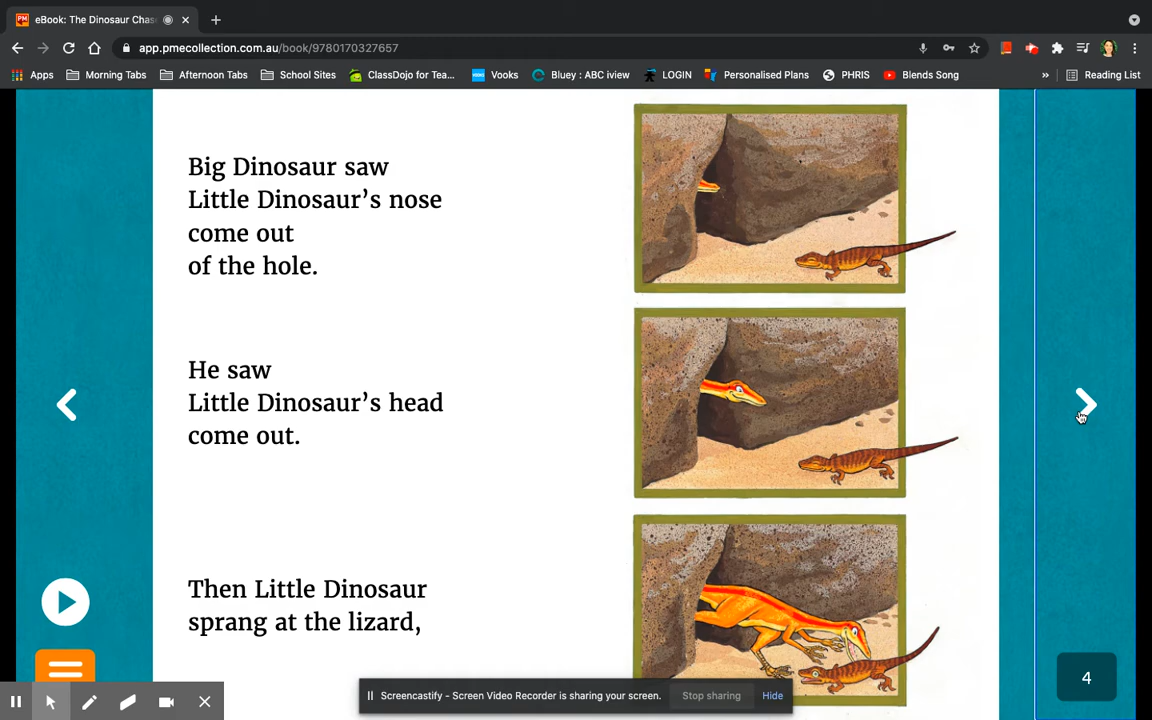 eBook: The Dinosaur Chas
app.pmecollection.com.au/book/9780170327657
Apps
Morning Tabs
Afternoon Tabs
School Sites
ClassDojo for Tea...
Vooks
Bluey : ABC iview
LOGIN
Personalised Plans
PHRIS
Blends Song
»
Reading List
Big Dinosaur saw
Little Dinosaur's nose
come out
of the hole.
He saw
Little Dinosaur's head
come out.
Then Little Dinosaur
sprang at the lizard,
4
Screencastify - Screen Video Recorder is sharing your screen.
Stop sharing
Hide